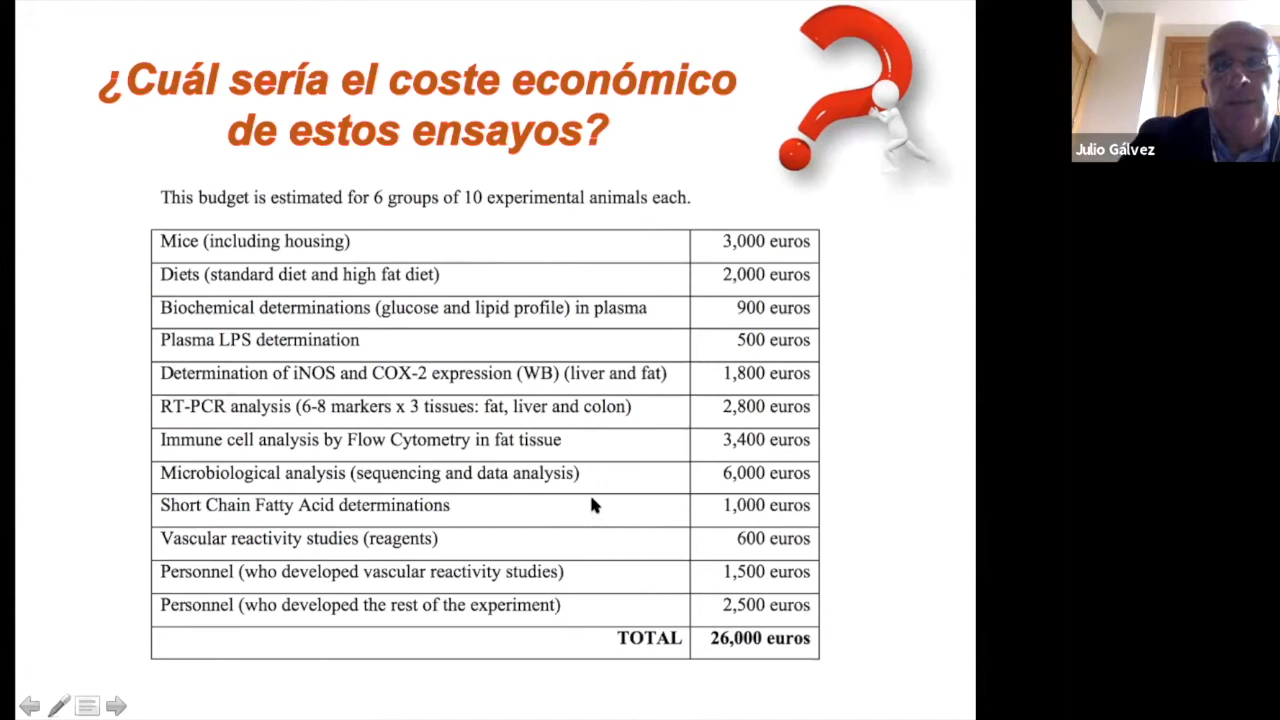 ¿Cuál sería el coste económico
de estos ensayos?
Julio Gálvez
This budget is estimated for 6 groups of 10 experimental animals each.
Mice (including housing) 3,000 euros
Diets (standard diet and high fat diet) 2,000 euros
Biochemical determinations (glucose and lipid profile) in plasma 900 euros
Plasma LPS determination 500 euros
Determination of iNOS and COX-2 expression (WB) (liver and fat) 1,800 euros
RT-PCR analysis (6-8 markers x 3 tissues: fat, liver and colon) 2,800 euros
Immune cell analysis by Flow Cytometry in fat tissue 3,400 euros
Microbiological analysis (sequencing and data analysis) 6,000 euros
Short Chain Fatty Acid determinations 1,000 euros
Vascular reactivity studies (reagents) 600 euros
Personnel (who developed vascular reactivity studies) 1,500 euros
Personnel (who developed the rest of the experiment) 2,500 euros
TOTAL 26,000 euros